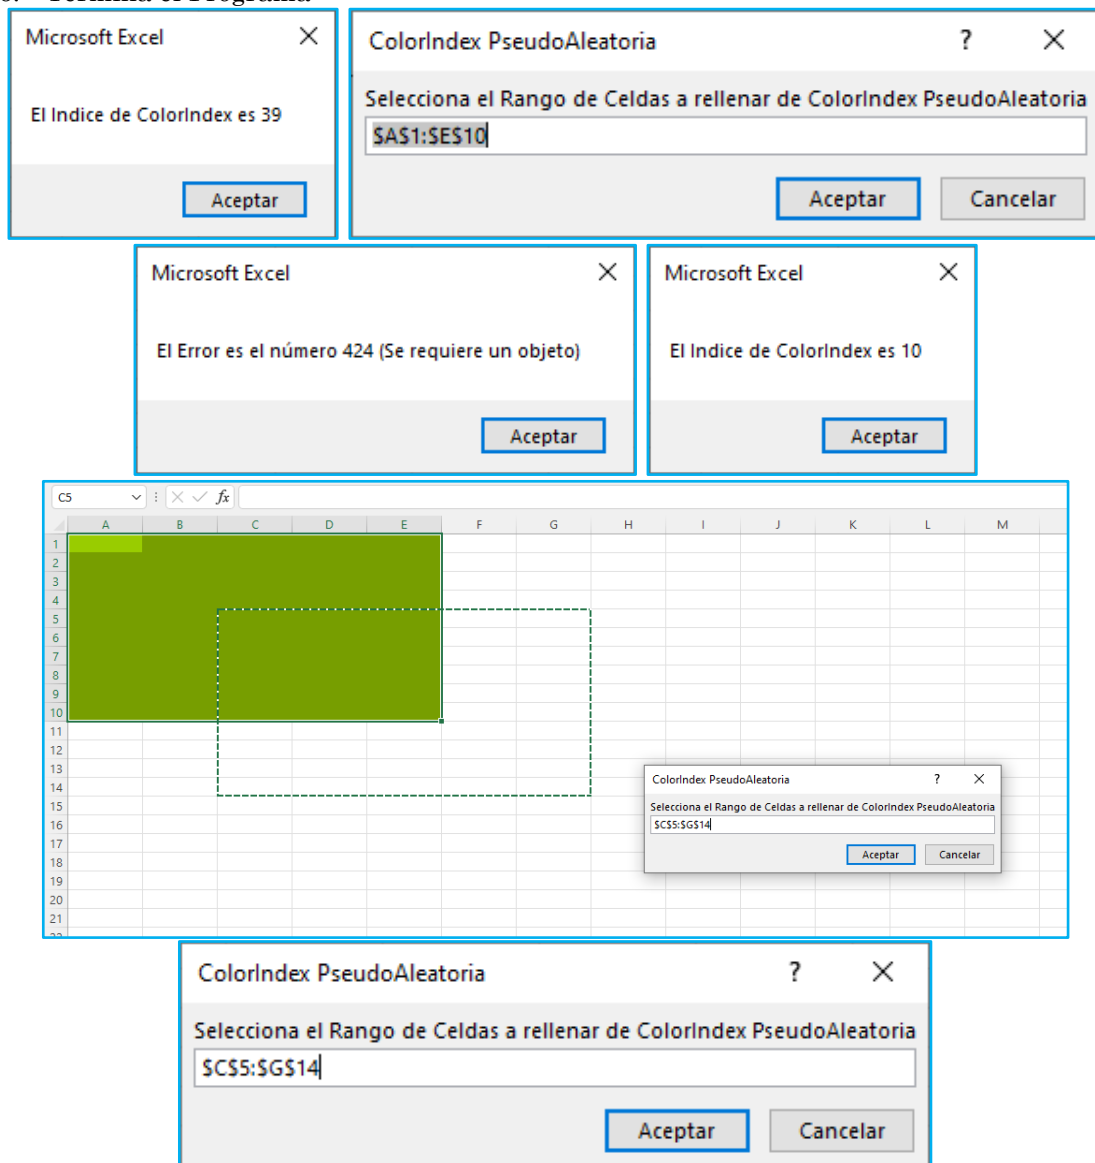 Termina el Programa
Microsoft Excel
El Indice de ColorIndex es 39
Aceptar
ColorIndex PseudoAleatoria ?
Selecciona el Rango de Celdas a rellenar de ColorIndex PseudoAleatoria
$A$1:$E$10
Aceptar Cancelar
Microsoft Excel
El Error es el número 424 (Se requiere un objeto)
Aceptar
Microsoft Excel
El Indice de ColorIndex es 10
Aceptar
C5 fx
A B C D E F G H I J K L M
1
2
3
4
5
6
7
8
9
10
11
12
13
14
15
16
17
18
19
20
21
ColorIndex PseudoAleatoria ?
Selecciona el Rango de Celdas a rellenar de ColorIndex PseudoAleatoria
$C$5:$G$14
Aceptar Cancelar
ColorIndex PseudoAleatoria ?
Selecciona el Rango de Celdas a rellenar de ColorIndex PseudoAleatoria
$C$5:$G$14
Aceptar Cancelar